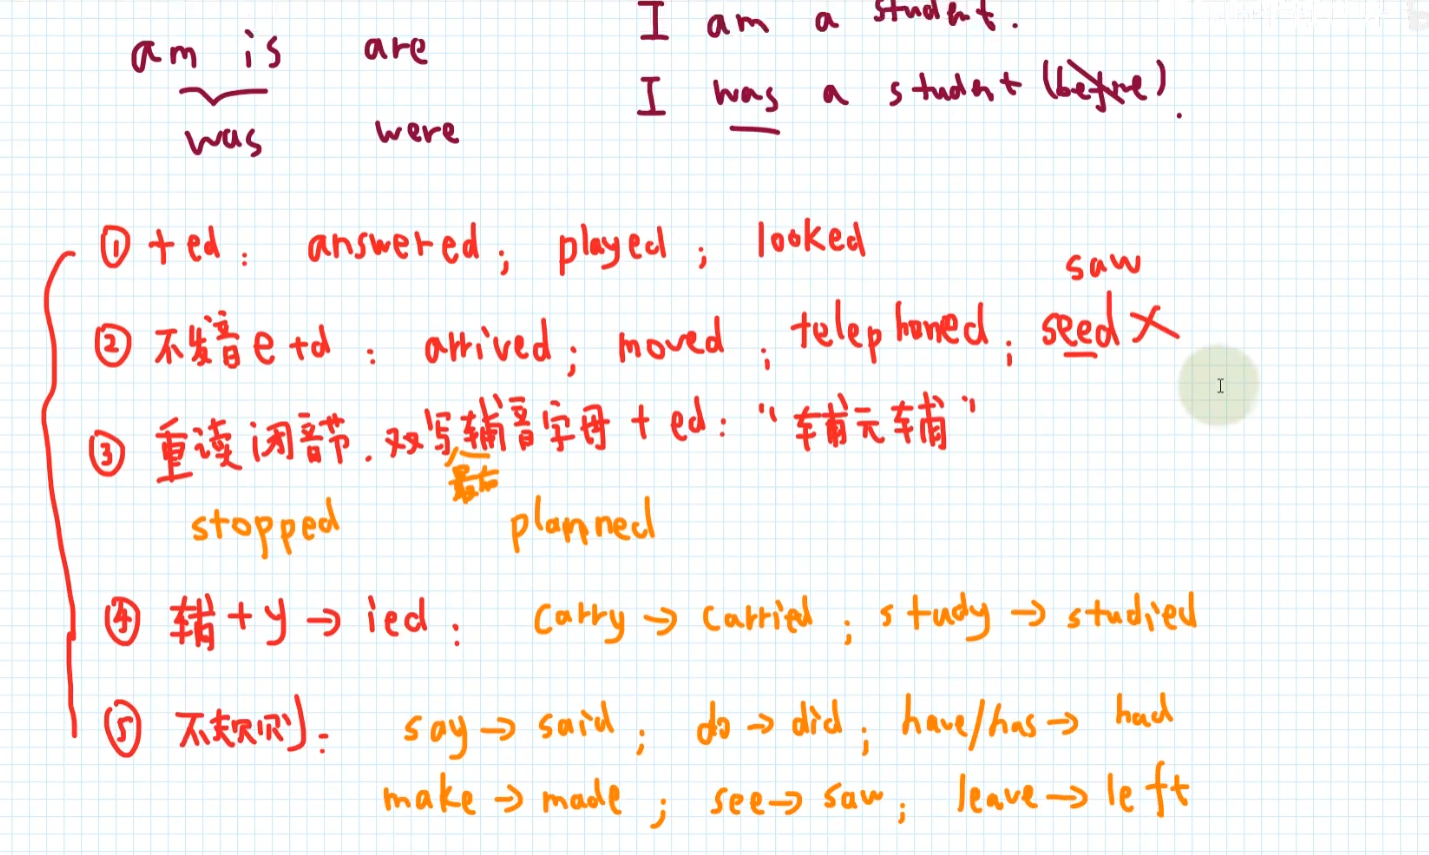 I am a student.
am is are
I was a student (before).
was were
① +ed: answered; played; looked
saw
② 不发音e+d: arrived; moved; telephoned; seed ×
③ 重读闭音节.双写辅音字母+ed: "辅元辅"
最后
stopped planned
④ 辅+y→ied: carry→carried; study→studied
⑤ 不规则: say→said; do→did; have/has→had
make→made; see→saw; leave→left